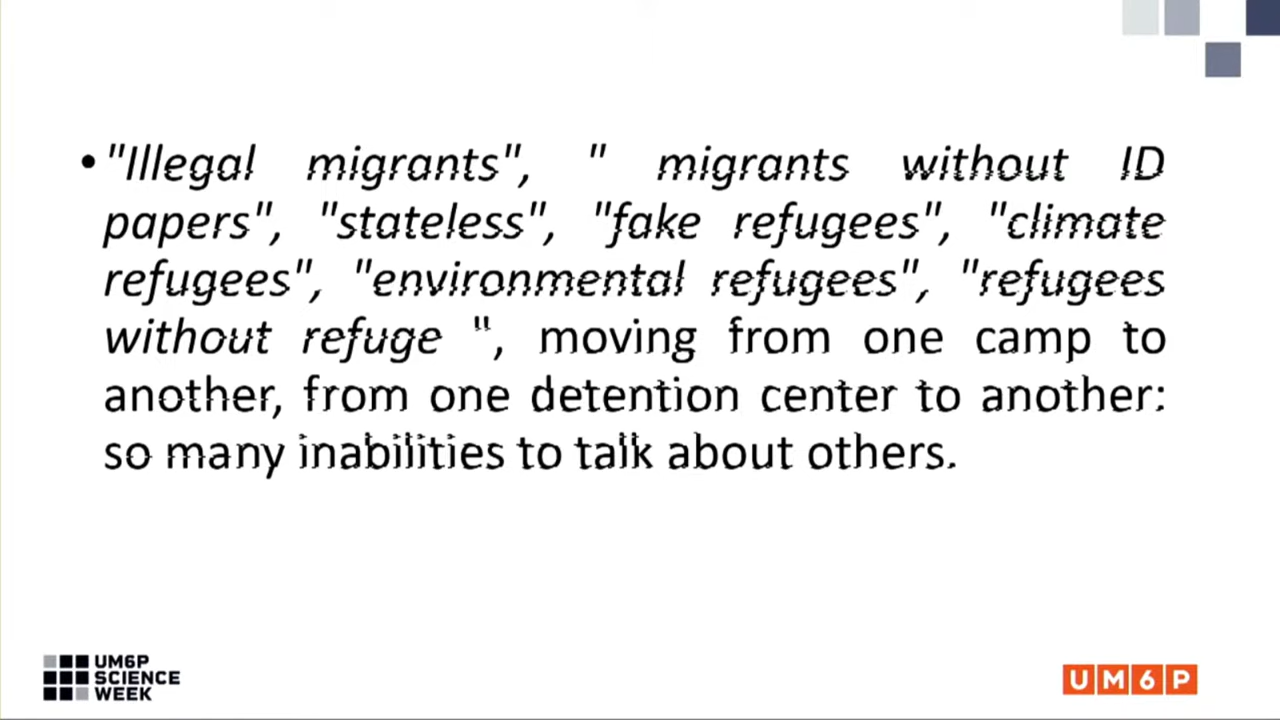 • "Illegal migrants", " migrants without ID
papers", "stateless", "fake refugees", "climate
refugees", "environmental refugees", "refugees
without refuge ", moving from one camp to
another, from one detention center to another:
so many inabilities to talk about others.
UM6P
SCIENCE
WEEK
UM6P